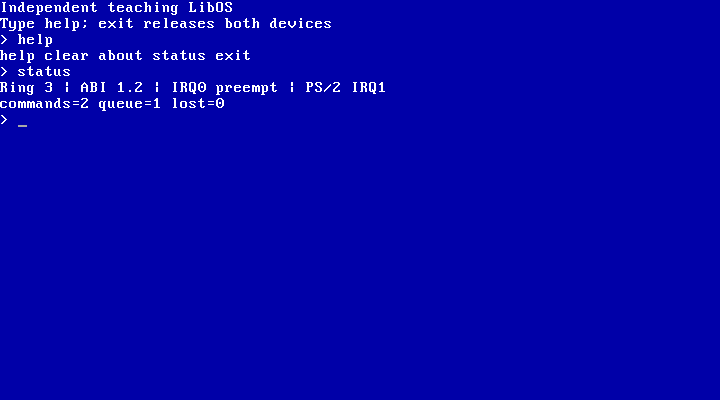 Independent teaching LibOS
Type help; exit releases both devices
> help
help clear about status exit
> status
Ring 3 | ABI 1.2 | IRQ0 preempt | PS/2 IRQ1
commands=2 queue=1 lost=0
> _